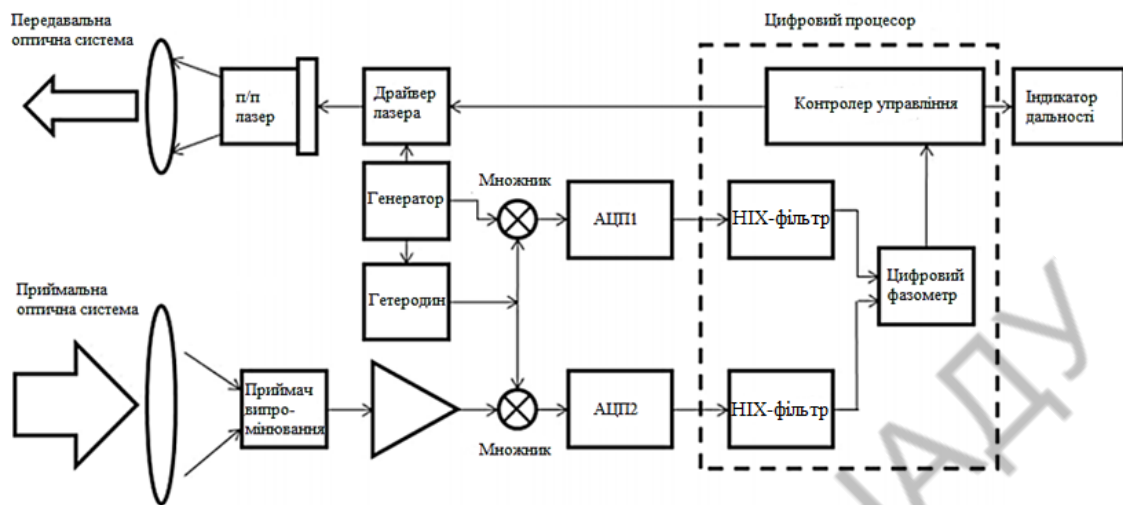 Передавальна
оптична система
Цифровий процесор
п/п
лазер
Драйвер
лазера
Контролер управління
Індикатор
дальності
Генератор
Множник
АЦП1
НІХ-фільтр
Гетеродин
Цифровий
фазометр
Приймальна
оптична система
Приймач
випро-
мінювання
Множник
АЦП2
НІХ-фільтр
НАДУ